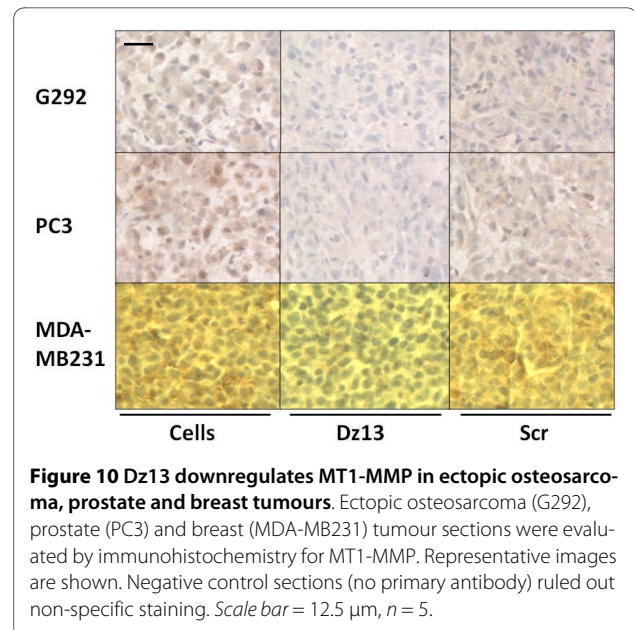 G292
PC3
MDA-
MB231
Cells Dz13 Scr
Figure 10 Dz13 downregulates MT1-MMP in ectopic osteosarco-
ma, prostate and breast tumours. Ectopic osteosarcoma (G292),
prostate (PC3) and breast (MDA-MB231) tumour sections were evalu-
ated by immunohistochemistry for MT1-MMP. Representative images
are shown. Negative control sections (no primary antibody) ruled out
non-specific staining. Scale bar = 12.5 μm, n = 5.